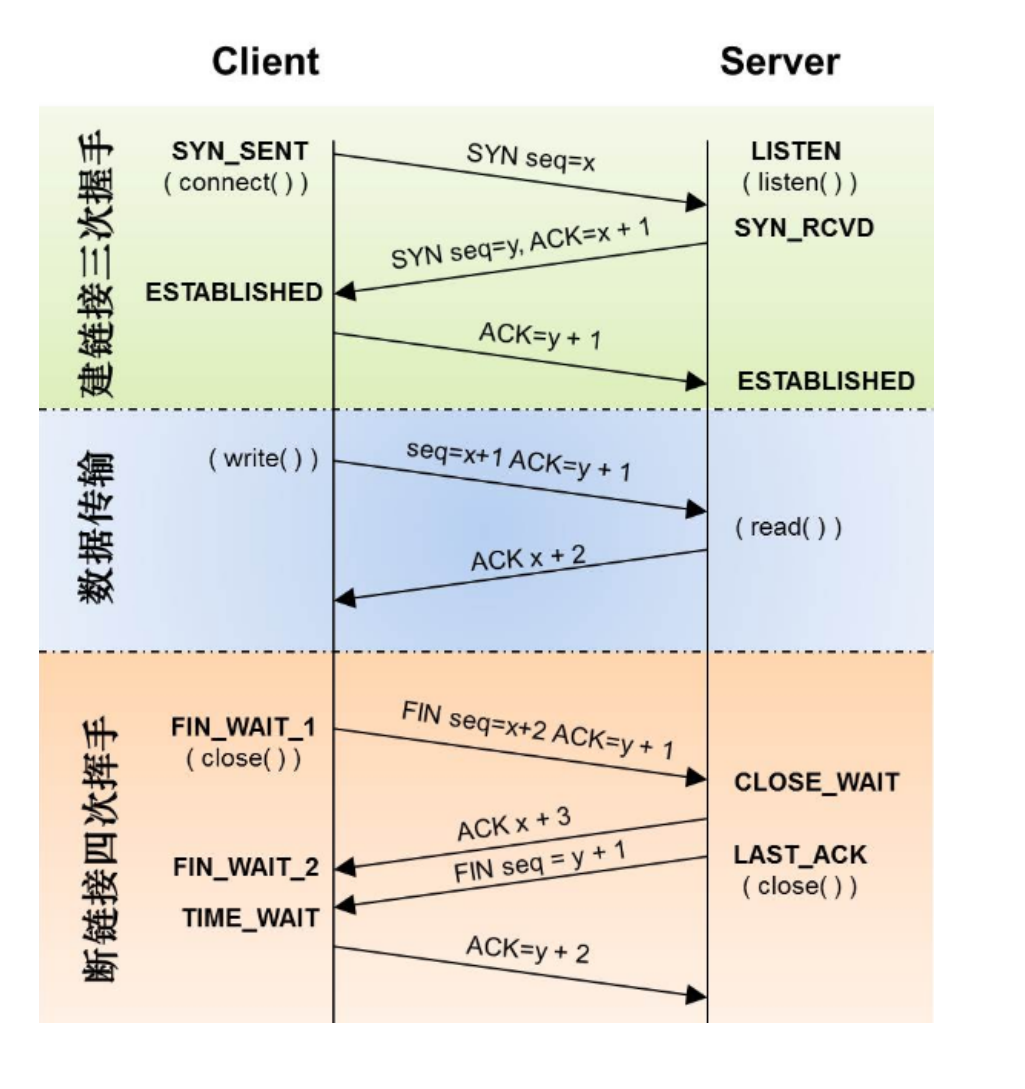 Client
Server
建链接三次握手
SYN_SENT
( connect( ) )
SYN seq=x
LISTEN
( listen( ) )
SYN_RCVD
SYN seq=y, ACK=x + 1
ESTABLISHED
ACK=y + 1
ESTABLISHED
数据传输
( write( ) )
seq=x+1 ACK=y + 1
( read( ) )
ACK x + 2
断链接四次挥手
FIN_WAIT_1
( close( ) )
FIN seq=x+2 ACK=y + 1
CLOSE_WAIT
ACK x + 3
FIN_WAIT_2
FIN seq = y + 1
LAST_ACK
( close( ) )
TIME_WAIT
ACK=y + 2